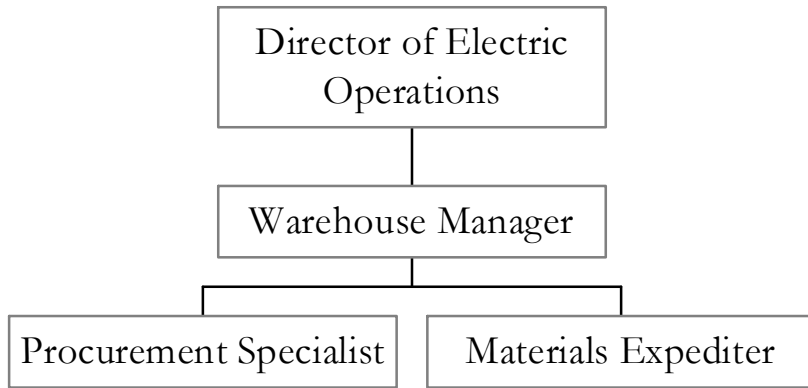 Director of Electric
Operations
Warehouse Manager
Procurement Specialist
Materials Expediter